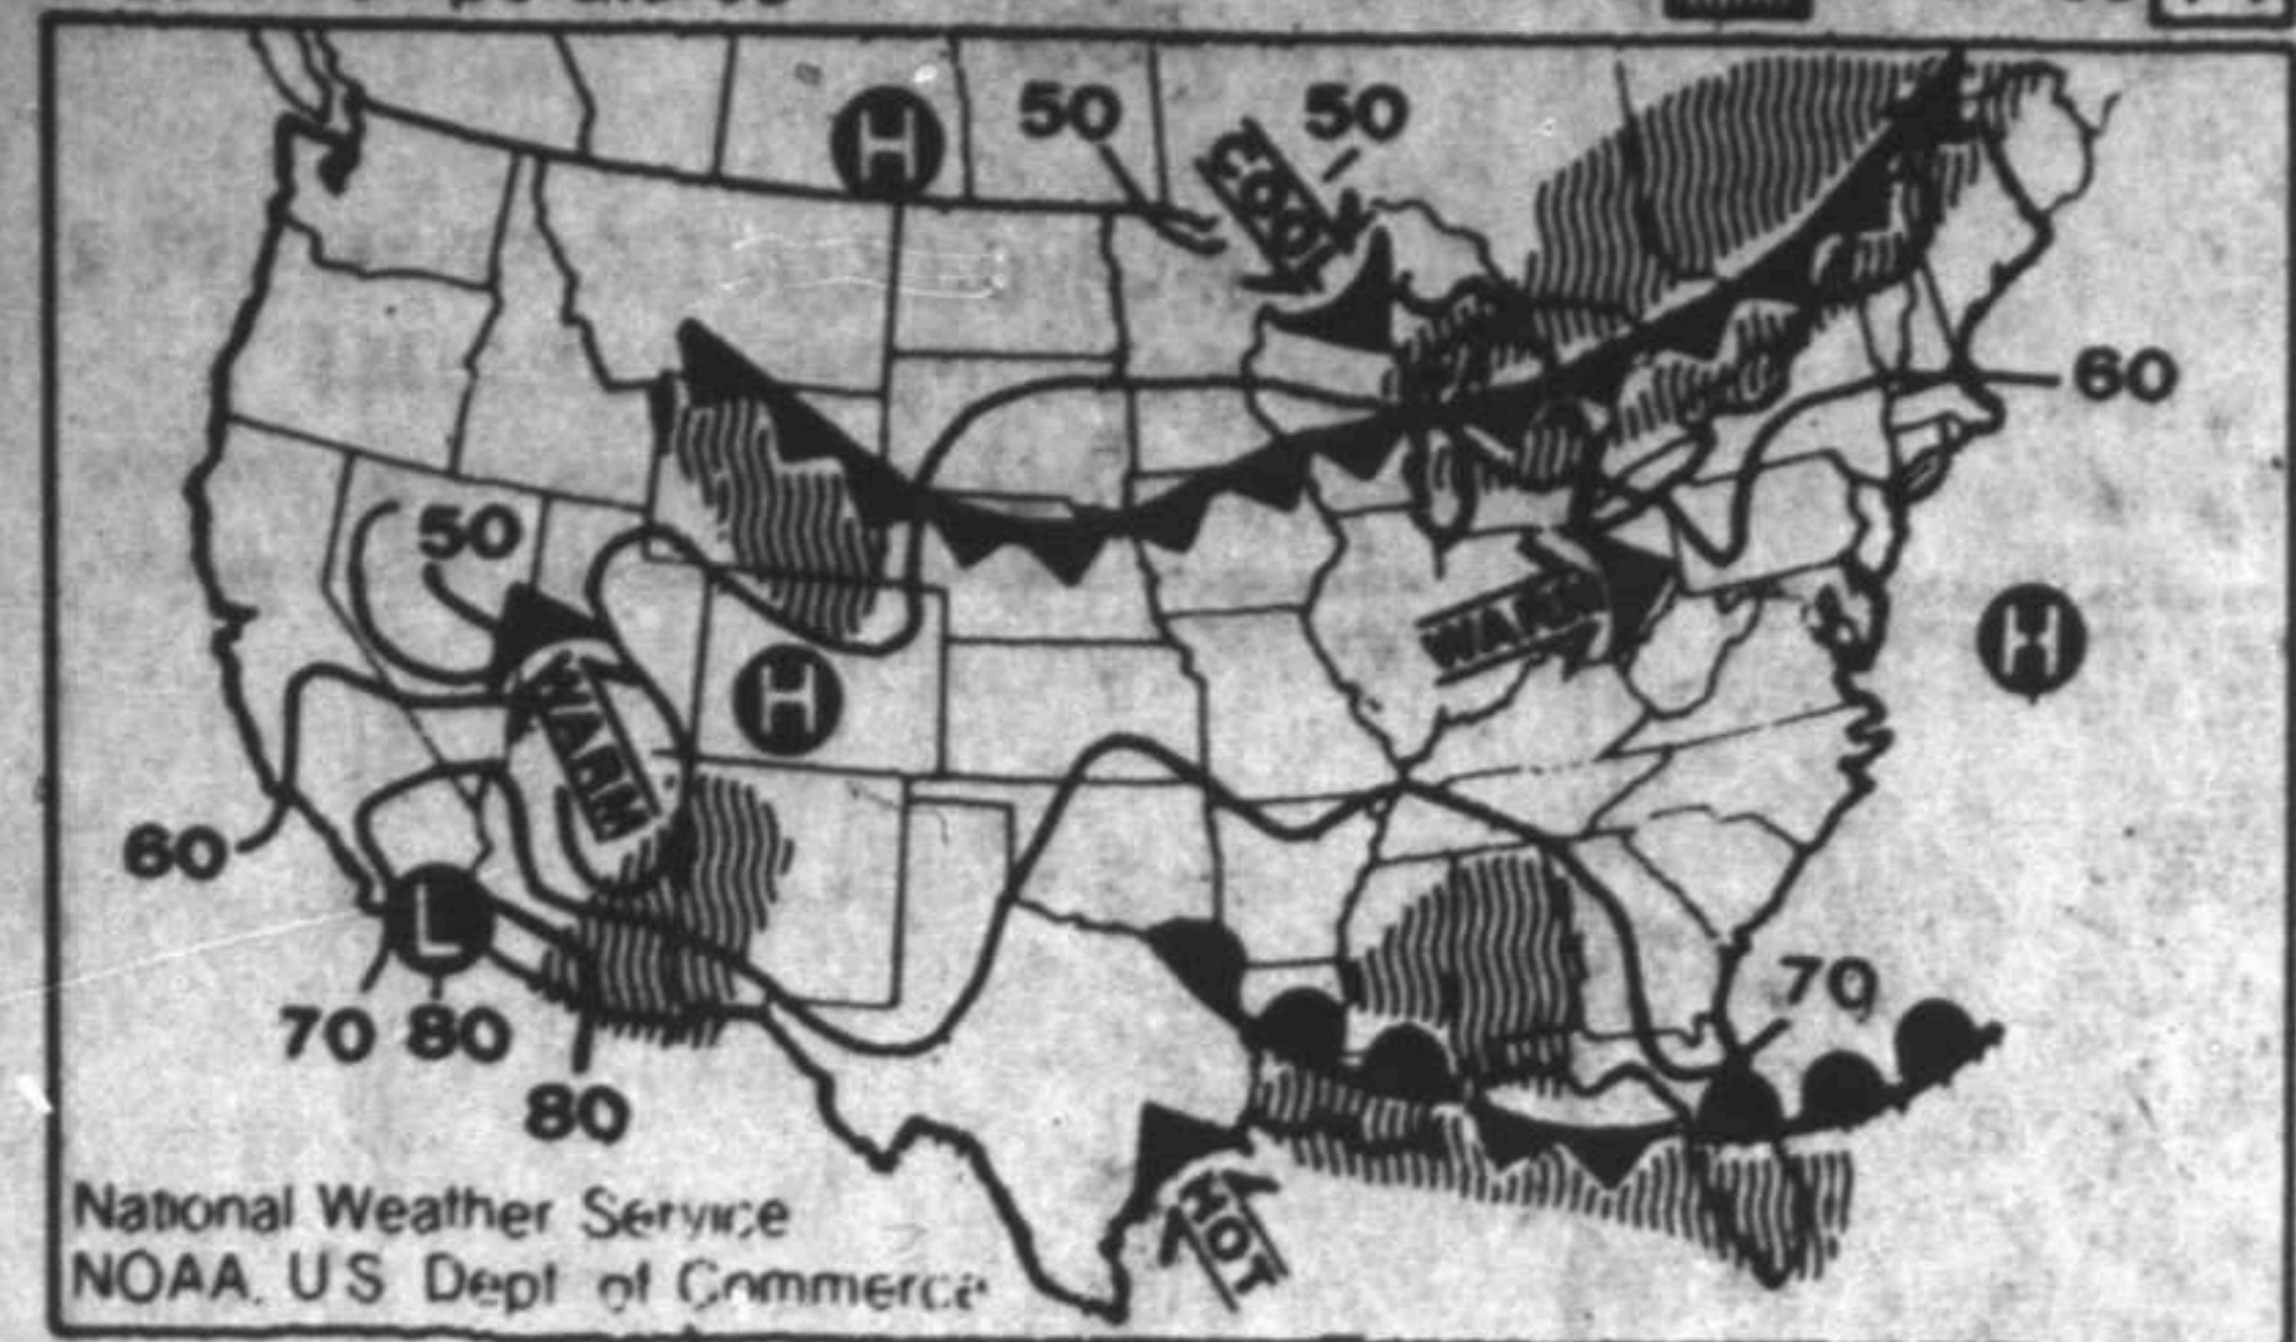 H
50
50
COOL
60
50
WARM
H
WARM
H
60
L
70
70 80
80
HOT
National Weather Service
NOAA. U S Dept of Commerce